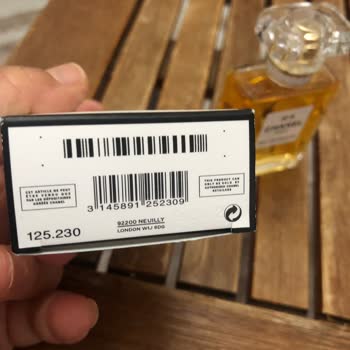 CET ARTICLE NE PEUT
ETRE VENDU QUE
PAR LES DEPOSITAIRES
AGREES CHANEL
THIS PRODUCT CAN
ONLY BE SOLD BY
AUTHORISED CHANEL
RETAILERS
3 145891 252309
92200 NEUILLY
125.230
LONDON W1J 6DG
N°5
CHANEL